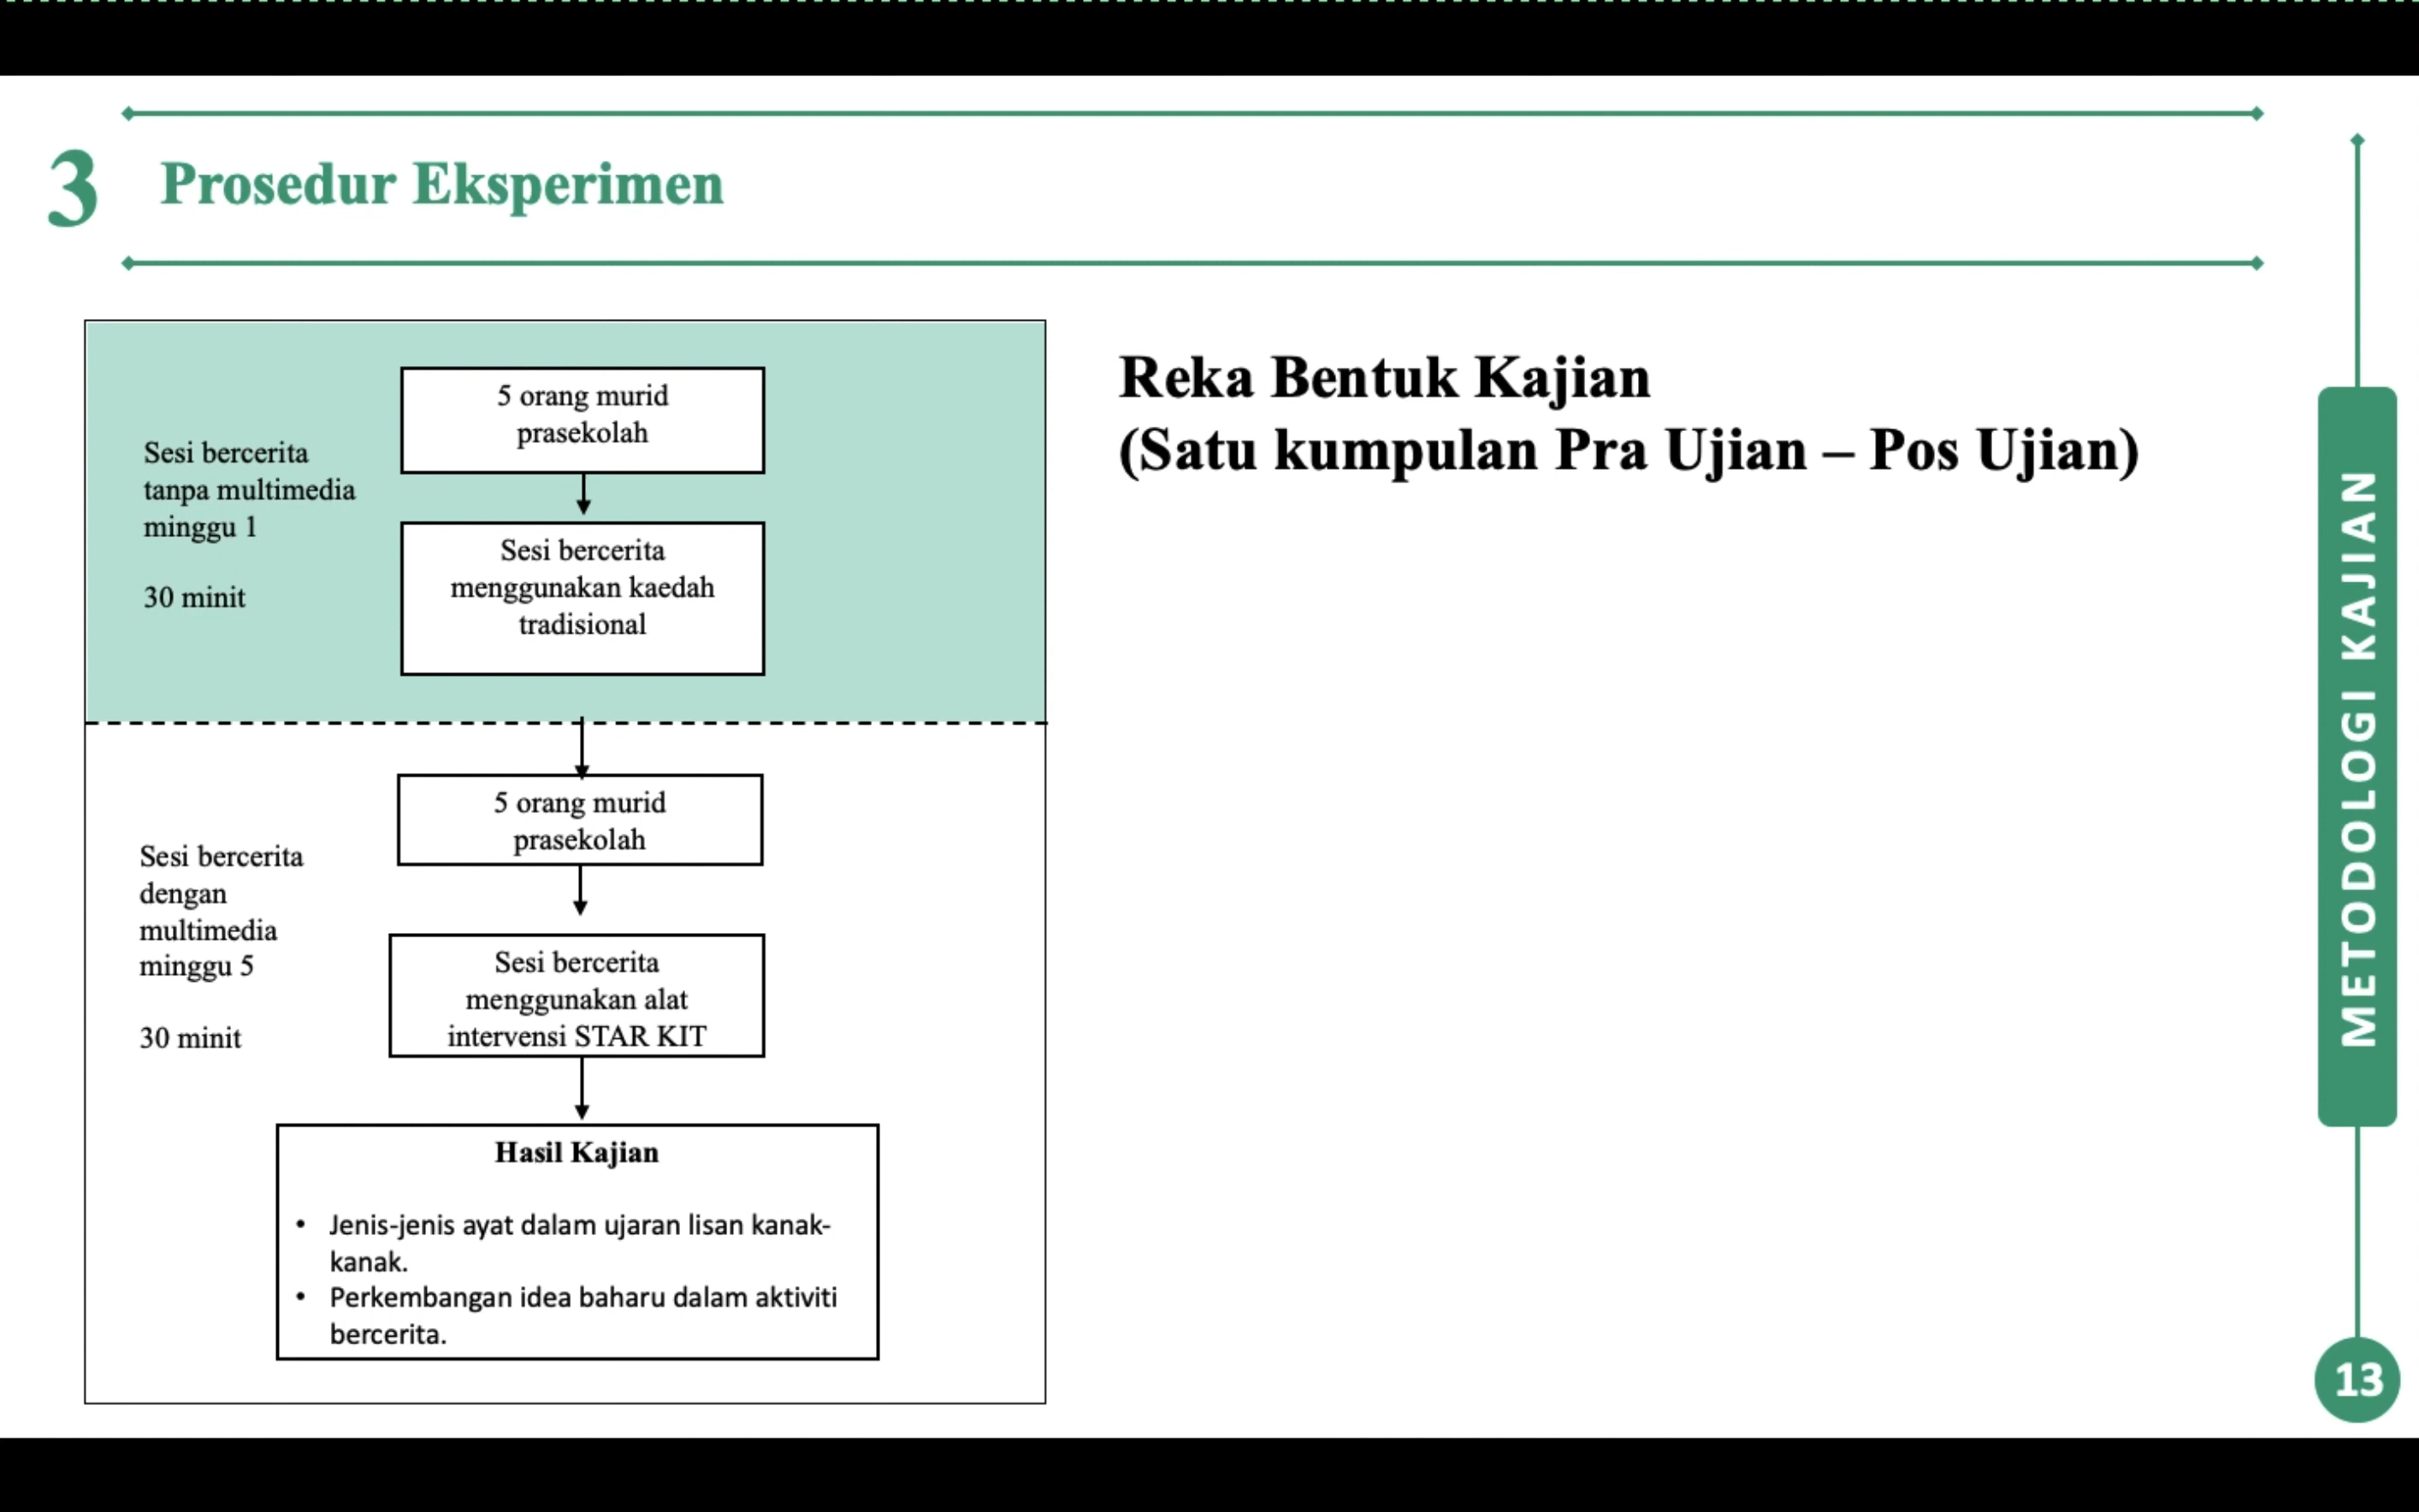 3 Prosedur Eksperimen
Sesi bercerita
tanpa multimedia
minggu 1
30 minit
5 orang murid
prasekolah
Sesi bercerita
menggunakan kaedah
tradisional
Sesi bercerita
dengan
multimedia
minggu 5
30 minit
5 orang murid
prasekolah
Sesi bercerita
menggunakan alat
intervensi STAR KIT
Hasil Kajian
• Jenis-jenis ayat dalam ujaran lisan kanak-
kanak.
• Perkembangan idea baharu dalam aktiviti
bercerita.
Reka Bentuk Kajian
(Satu kumpulan Pra Ujian – Pos Ujian)
METODOLOGI KAJIAN
13